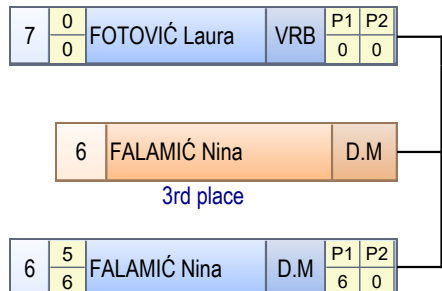 7 0 0 FOTOVIĆ Laura VRB P1 P2 0 0
6 FALAMIĆ Nina D.M
3rd place
6 5 6 FALAMIĆ Nina D.M P1 P2 6 0